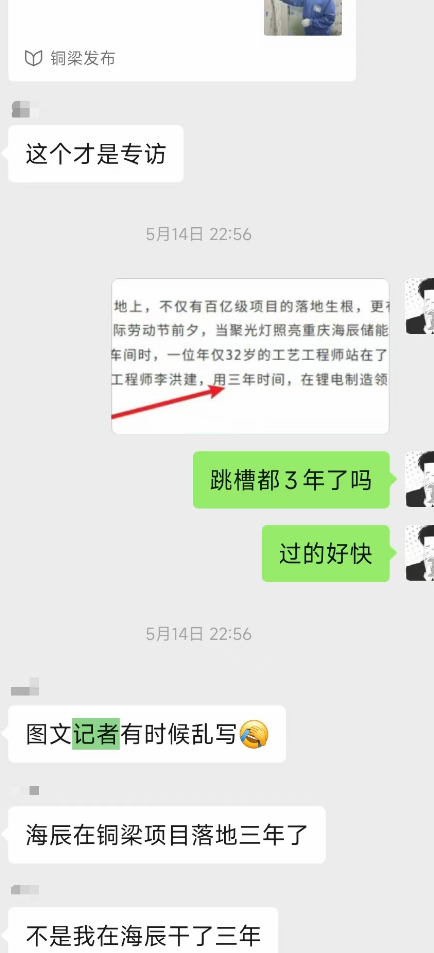 铜梁发布
这个才是专访
5月14日 22:56
地上，不仅有百亿级项目的落地生根，更
际劳动节前夕，当聚光灯照亮重庆海辰储能
车间时，一位年仅32岁的工艺工程师站在了
工程师李洪建，用三年时间，在锂电制造领
跳槽都3年了吗
过的好快
5月14日 22:56
图文记者有时候乱写🤣
海辰在铜梁项目落地三年了
不是我在海辰干了三年